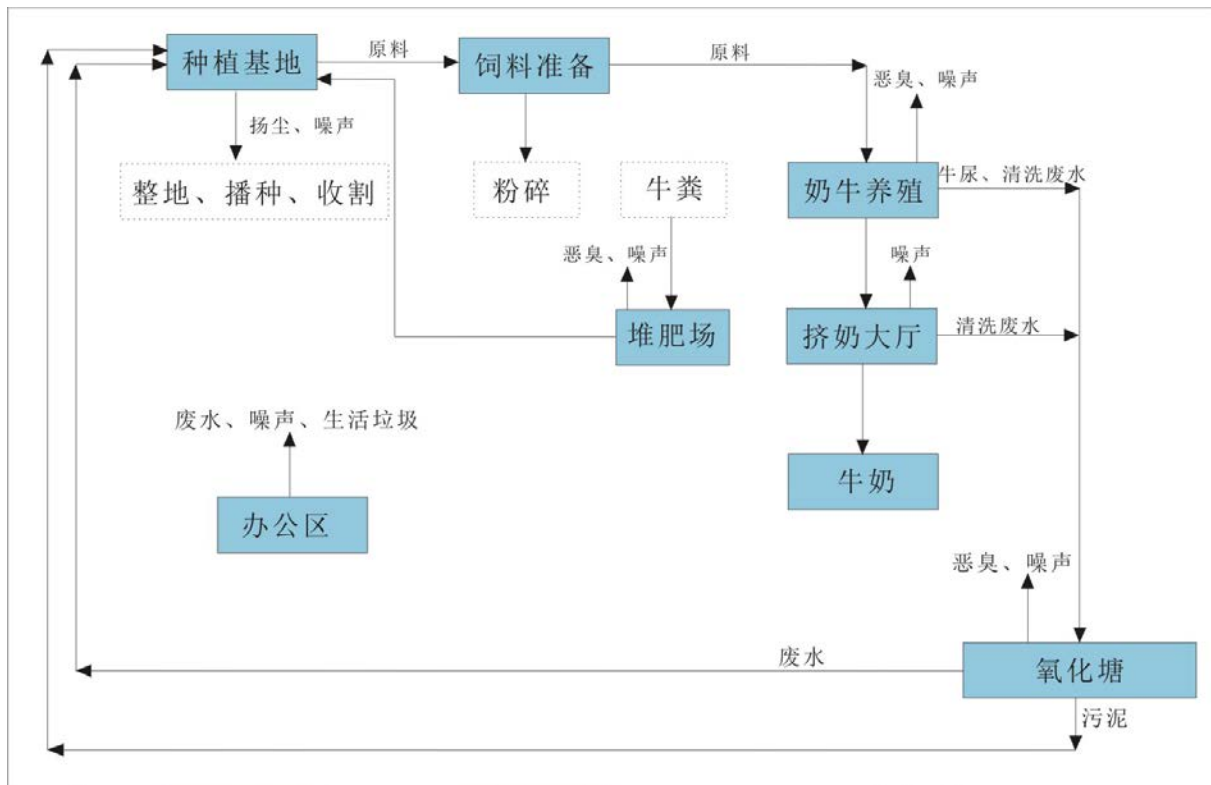 种植基地
原料
饲料准备
原料
恶臭、噪声
扬尘、噪声
整地、播种、收割
粉碎
牛粪
奶牛养殖
牛尿、清洗废水
恶臭、噪声
噪声
堆肥场
挤奶大厅
清洗废水
废水、噪声、生活垃圾
牛奶
办公区
恶臭、噪声
废水
氧化塘
污泥